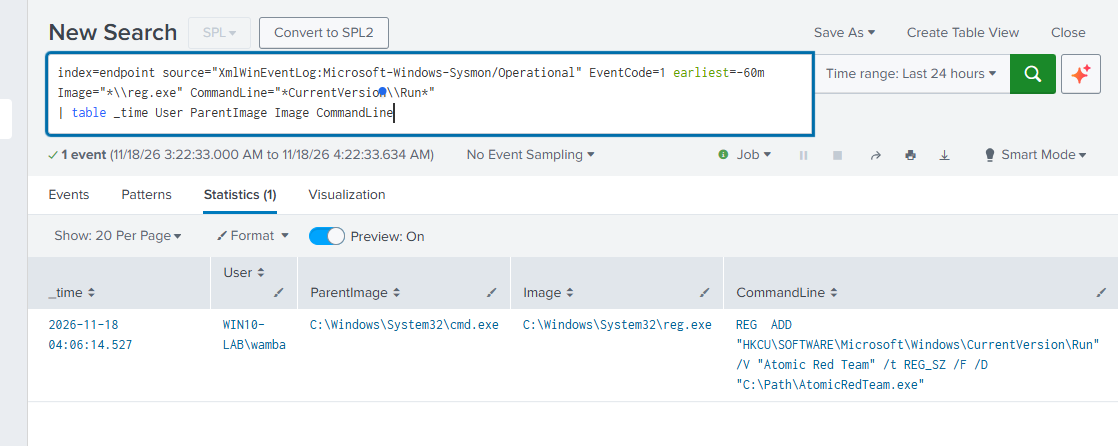 New Search
SPL
Convert to SPL2
Save As
Create Table View
Close
index=endpoint source="XmlWinEventLog:Microsoft-Windows-Sysmon/Operational" EventCode=1 earliest=-60m
Image="*\\reg.exe" CommandLine="*CurrentVersion\\Run*"
| table _time User ParentImage Image CommandLine
Time range: Last 24 hours
1 event (11/18/26 3:22:33.000 AM to 11/18/26 4:22:33.634 AM)
No Event Sampling
Job
Smart Mode
Events
Patterns
Statistics (1)
Visualization
Show: 20 Per Page
Format
Preview: On
_time
User
ParentImage
Image
CommandLine
2026-11-18
04:06:14.527
WIN10-
LAB\wamba
C:\Windows\System32\cmd.exe
C:\Windows\System32\reg.exe
REG  ADD
"HKCU\SOFTWARE\Microsoft\Windows\CurrentVersion\Run"
/V "Atomic Red Team" /t REG_SZ /F /D
"C:\Path\AtomicRedTeam.exe"